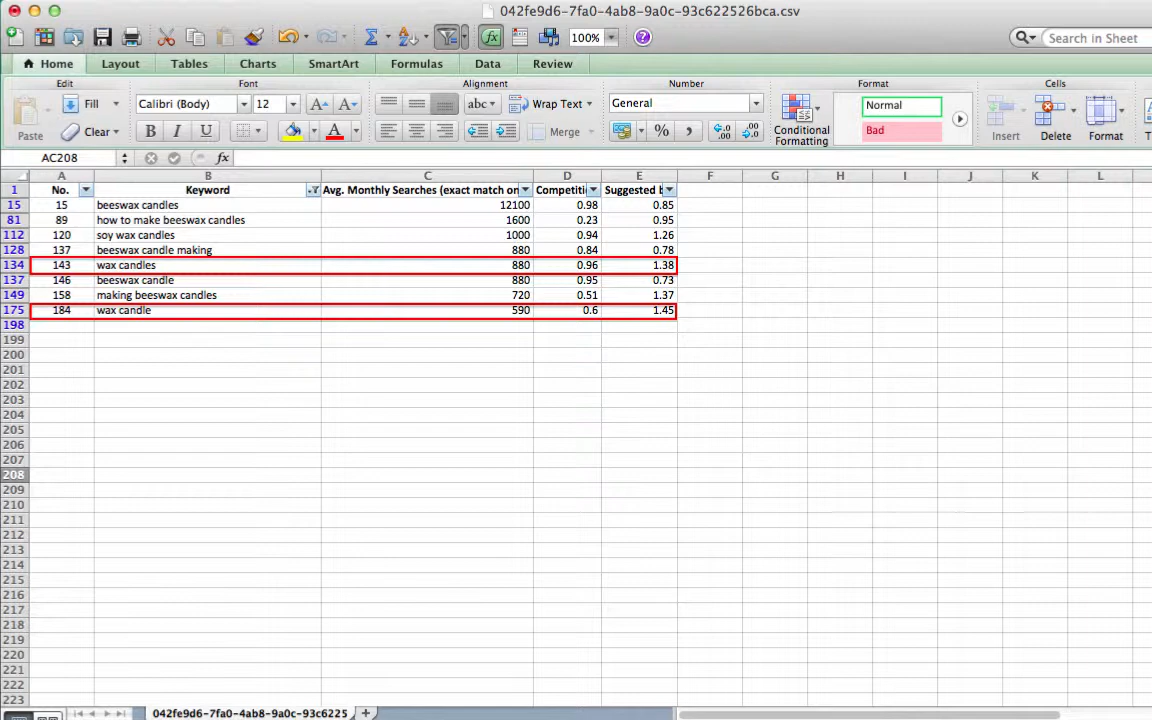 042fe9d6-7fa0-4ab8-9a0c-93c622526bca.csv
100%
Search in Sheet
Home Layout Tables Charts SmartArt Formulas Data Review
Edit Font Alignment Number Format Cells
Paste Fill Calibri (Body) 12 A A abc Wrap Text General Conditional Formatting Normal Insert Delete Format
Clear B I U A Merge % Bad
AC208 fx
A B C D E F G H I J K L
1 No. Keyword Avg. Monthly Searches (exact match on Competiti Suggested b
15 15 beeswax candles 12100 0.98 0.85
81 89 how to make beeswax candles 1600 0.23 0.95
112 120 soy wax candles 1000 0.94 1.26
128 137 beeswax candle making 880 0.84 0.78
134 143 wax candles 880 0.96 1.38
137 146 beeswax candle 880 0.95 0.73
149 158 making beeswax candles 720 0.51 1.37
175 184 wax candle 590 0.6 1.45
198
199
200
201
202
203
204
205
206
207
208
209
210
211
212
213
214
215
216
217
218
219
220
221
222
223
042fe9d6-7fa0-4ab8-9a0c-93c6225